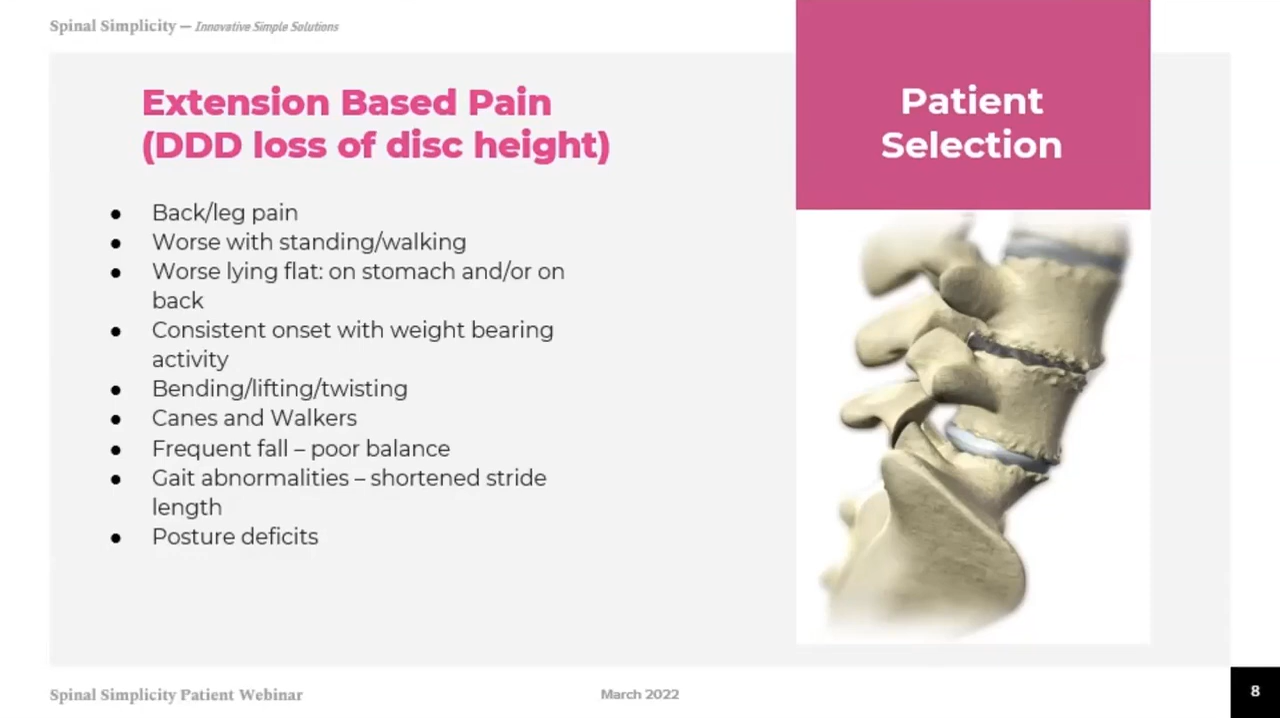 Spinal Simplicity — Innovative Simple Solutions
Extension Based Pain
(DDD loss of disc height)
Patient
Selection
● Back/leg pain
● Worse with standing/walking
● Worse lying flat: on stomach and/or on
back
● Consistent onset with weight bearing
activity
● Bending/lifting/twisting
● Canes and Walkers
● Frequent fall – poor balance
● Gait abnormalities – shortened stride
length
● Posture deficits
Spinal Simplicity Patient Webinar
March 2022
8